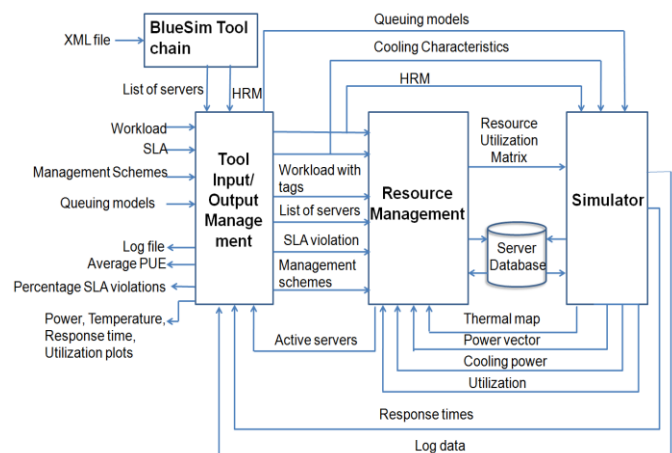 Queuing models
BlueSim Tool
chain
XML file
Cooling Characteristics
List of servers
HRM
HRM
Workload
SLA
Management Schemes
Queuing models
Log file
Average PUE
Percentage SLA violations
Power, Temperature,
Response time,
Utilization plots
Tool
Input/
Output Manage
ment
Workload with
tags
List of servers
SLA violation
Management
schemes
Active servers
Resource
Management
Resource
Utilization
Matrix
Server
Database
Simulator
Thermal map
Power vector
Cooling power
Utilization
Response times
Log data